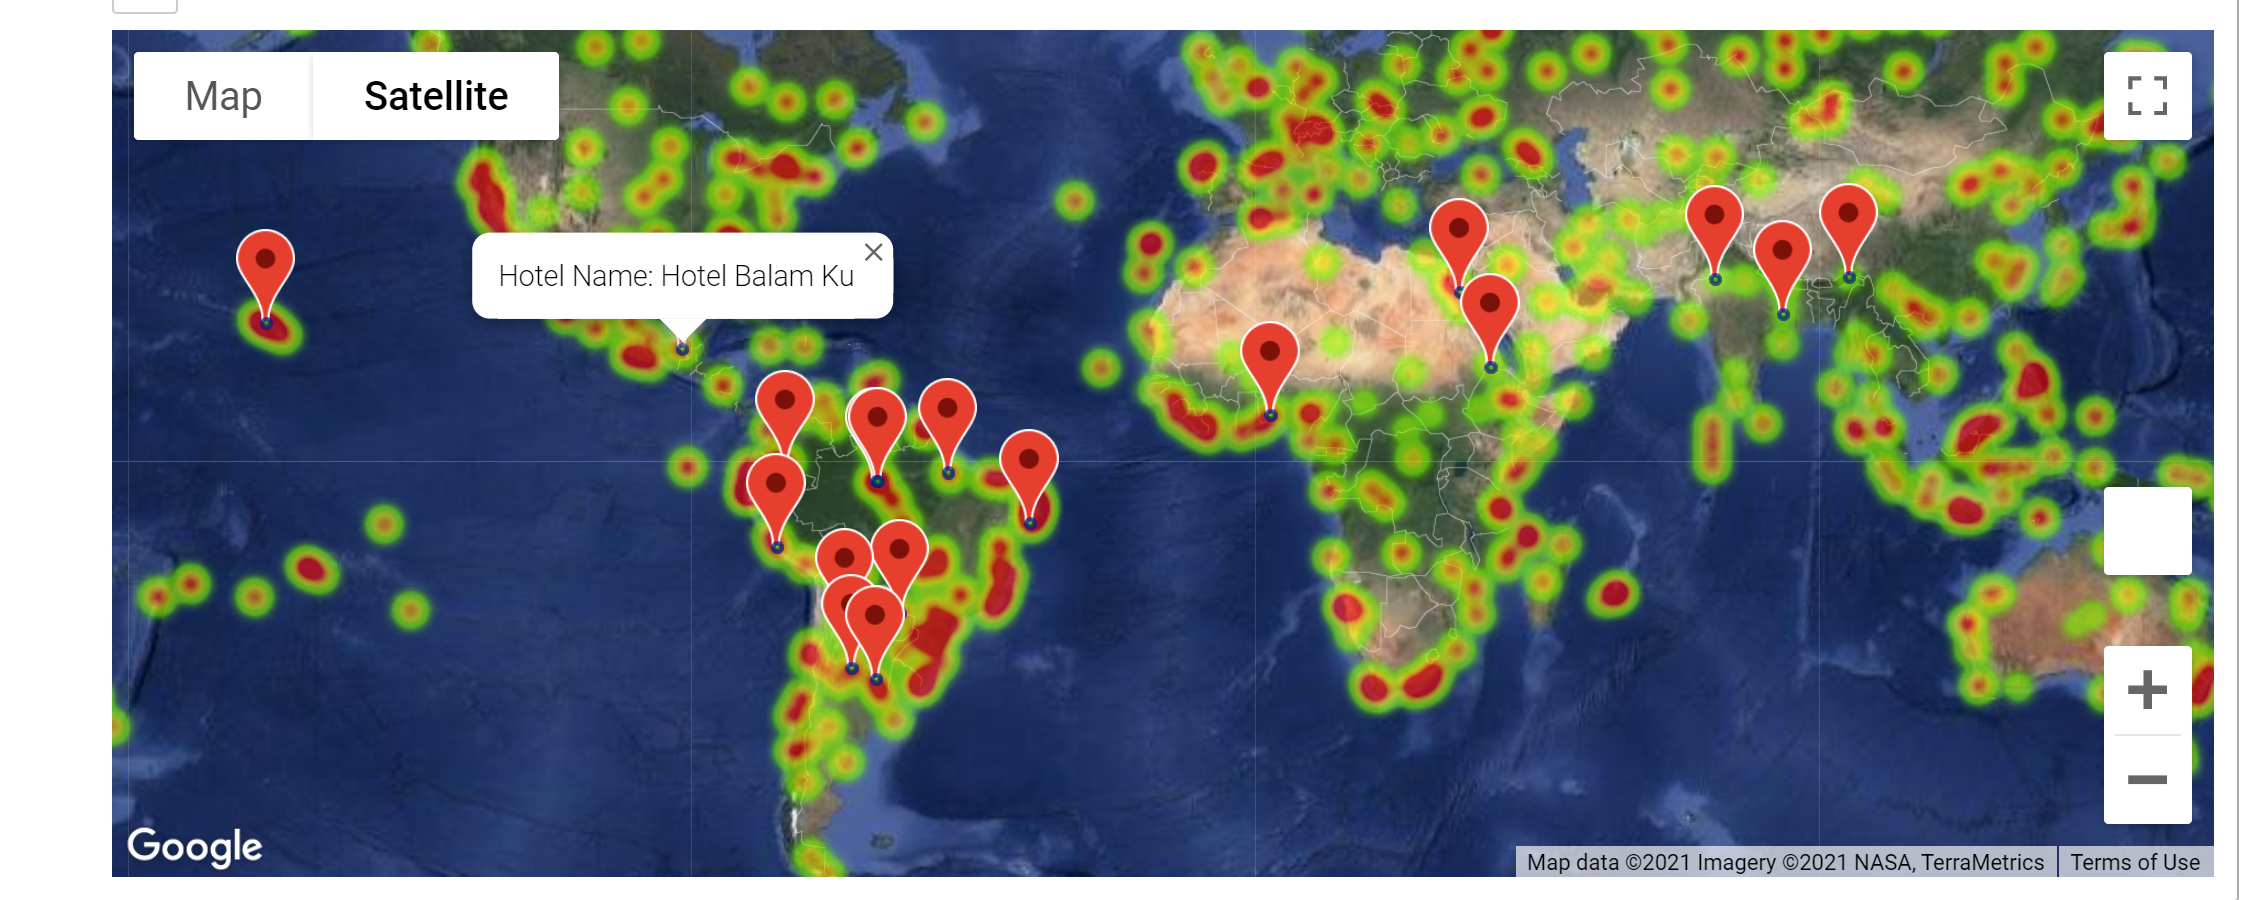 Map Satellite
Hotel Name: Hotel Balam Ku
Google
Map data ©2021 Imagery ©2021 NASA, TerraMetrics Terms of Use